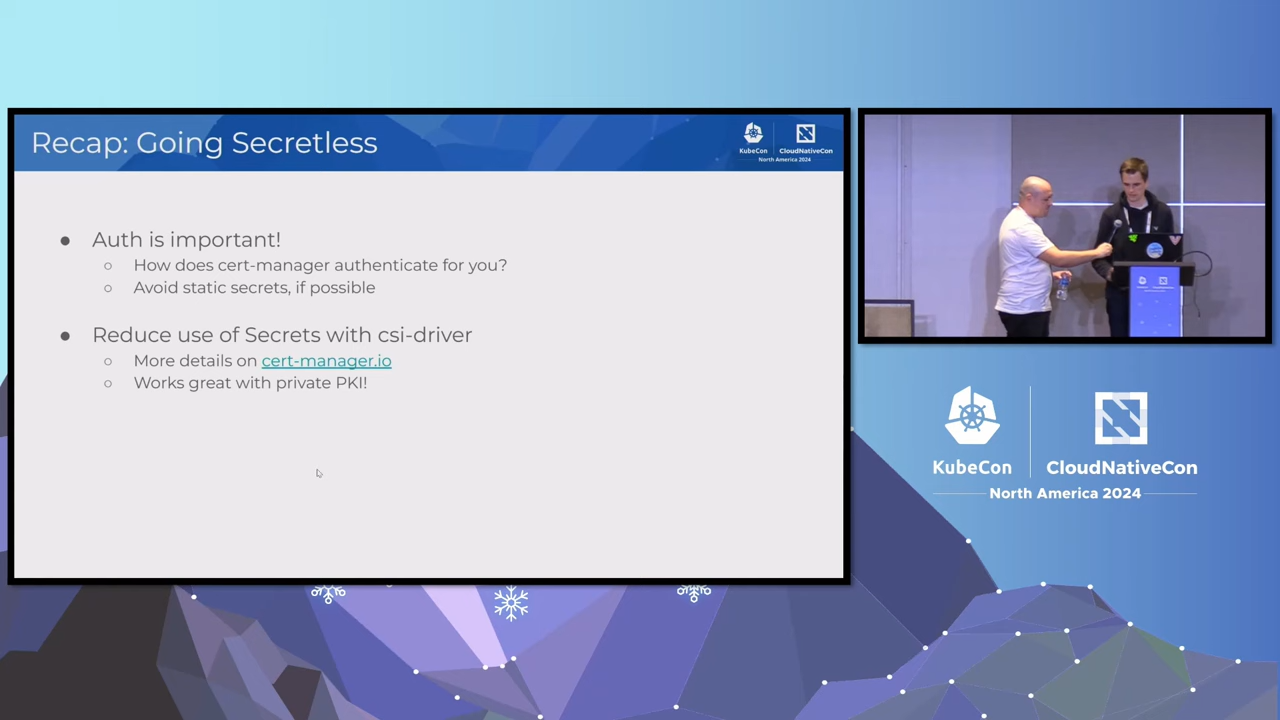 Recap: Going Secretless
KubeCon
CloudNativeCon
North America 2024
● Auth is important!
○ How does cert-manager authenticate for you?
○ Avoid static secrets, if possible
● Reduce use of Secrets with csi-driver
○ More details on cert-manager.io
○ Works great with private PKI!
KubeCon
CloudNativeCon
North America 2024